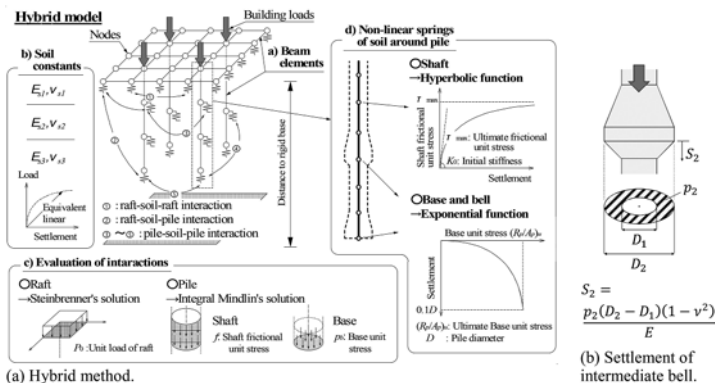 Hybrid model
Building loads
Nodes
a) Beam
elements
b) Soil
constants
Es1, νs1
Es2, νs2
Es3, νs3
Load
Equivalent
linear
Settlement
Distance to rigid base
① : raft-soil-raft interaction
② : raft-soil-pile interaction
③ ~ ⑤ : pile-soil-pile interaction
c) Evaluation of intaractions
○Raft
→Steinbrenner's solution
P0 : Unit load of raft
○Pile
→Integral Mindlin's solution
Shaft
f: Shaft frictional
unit stress
Base
pb: Base unit
stress
d) Non-linear springs
of soil around pile
○Shaft
→Hyperbolic function
τ max
Shaft frictional
unit stress
τ max: Ultimate frictional
unit stress
K0: Initial stiffness
Settlement
○Base and bell
→Exponential function
Base unit stress (Rp/Ap)u
Settlement
0.1D
(Rp/Ap)u: Ultimate Base unit stress
D : Pile diameter
(a) Hybrid method.
S2
p2
D1
D2
S2 =
p2(D2 − D1)(1 − ν²)
E
(b) Settlement of
intermediate bell.